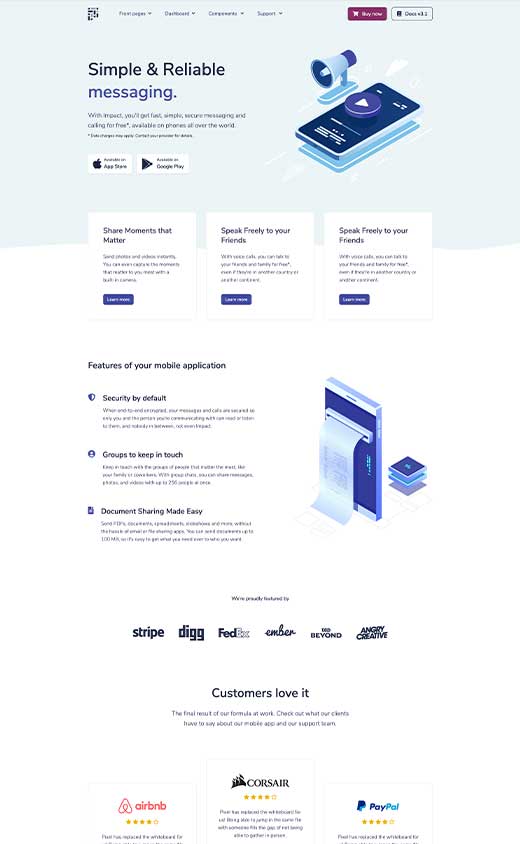 Front pages
Dashboard
Components
Support
Buy now
Docs v3.1
Simple & Reliable
messaging.
With Impact, you'll get fast, simple, secure messaging and
calling for free*, available on phones all over the world.
* Data charges may apply. Contact your provider for details.
Available on
App Store
Available on
Google Play
Share Moments that
Matter
Send photos and videos instantly.
You can even capture the moments
that matter to you most with a
built-in camera.
Learn more
Speak Freely to your
Friends
With voice calls, you can talk to
your friends and family for free*,
even if they're in another country or
another continent.
Learn more
Speak Freely to your
Friends
With voice calls, you can talk to
your friends and family for free*,
even if they're in another country or
another continent.
Learn more
Features of your mobile application
Security by default
When end-to-end encrypted, your messages and calls are secured so
only you and the person you're communicating with can read or listen
to them, and nobody in between, not even Impact.
Groups to keep in touch
Keep in touch with the groups of people that matter the most, like
your family or coworkers. With group chats, you can share messages,
photos, and videos with up to 256 people at once.
Document Sharing Made Easy
Send PDFs, documents, spreadsheets, slideshows and more, without
the hassle of email or file sharing apps. You can send documents up to
100 MB, so it's easy to get what you need over to who you want.
We're proudly featured by
stripe
digg
FedEx
ember
BEYOND
ANGRY
CREATIVE
Customers love it
The final result of our formula at work. Check out what our clients
have to say about our mobile app and our support team.
airbnb
Pixel has replaced the whiteboard for
CORSAIR
Pixel has replaced the whiteboard for
us! Being able to jump in the same file
with someone fills the gap of not being
able to gather in person.
PayPal
Pixel has replaced the whiteboard for